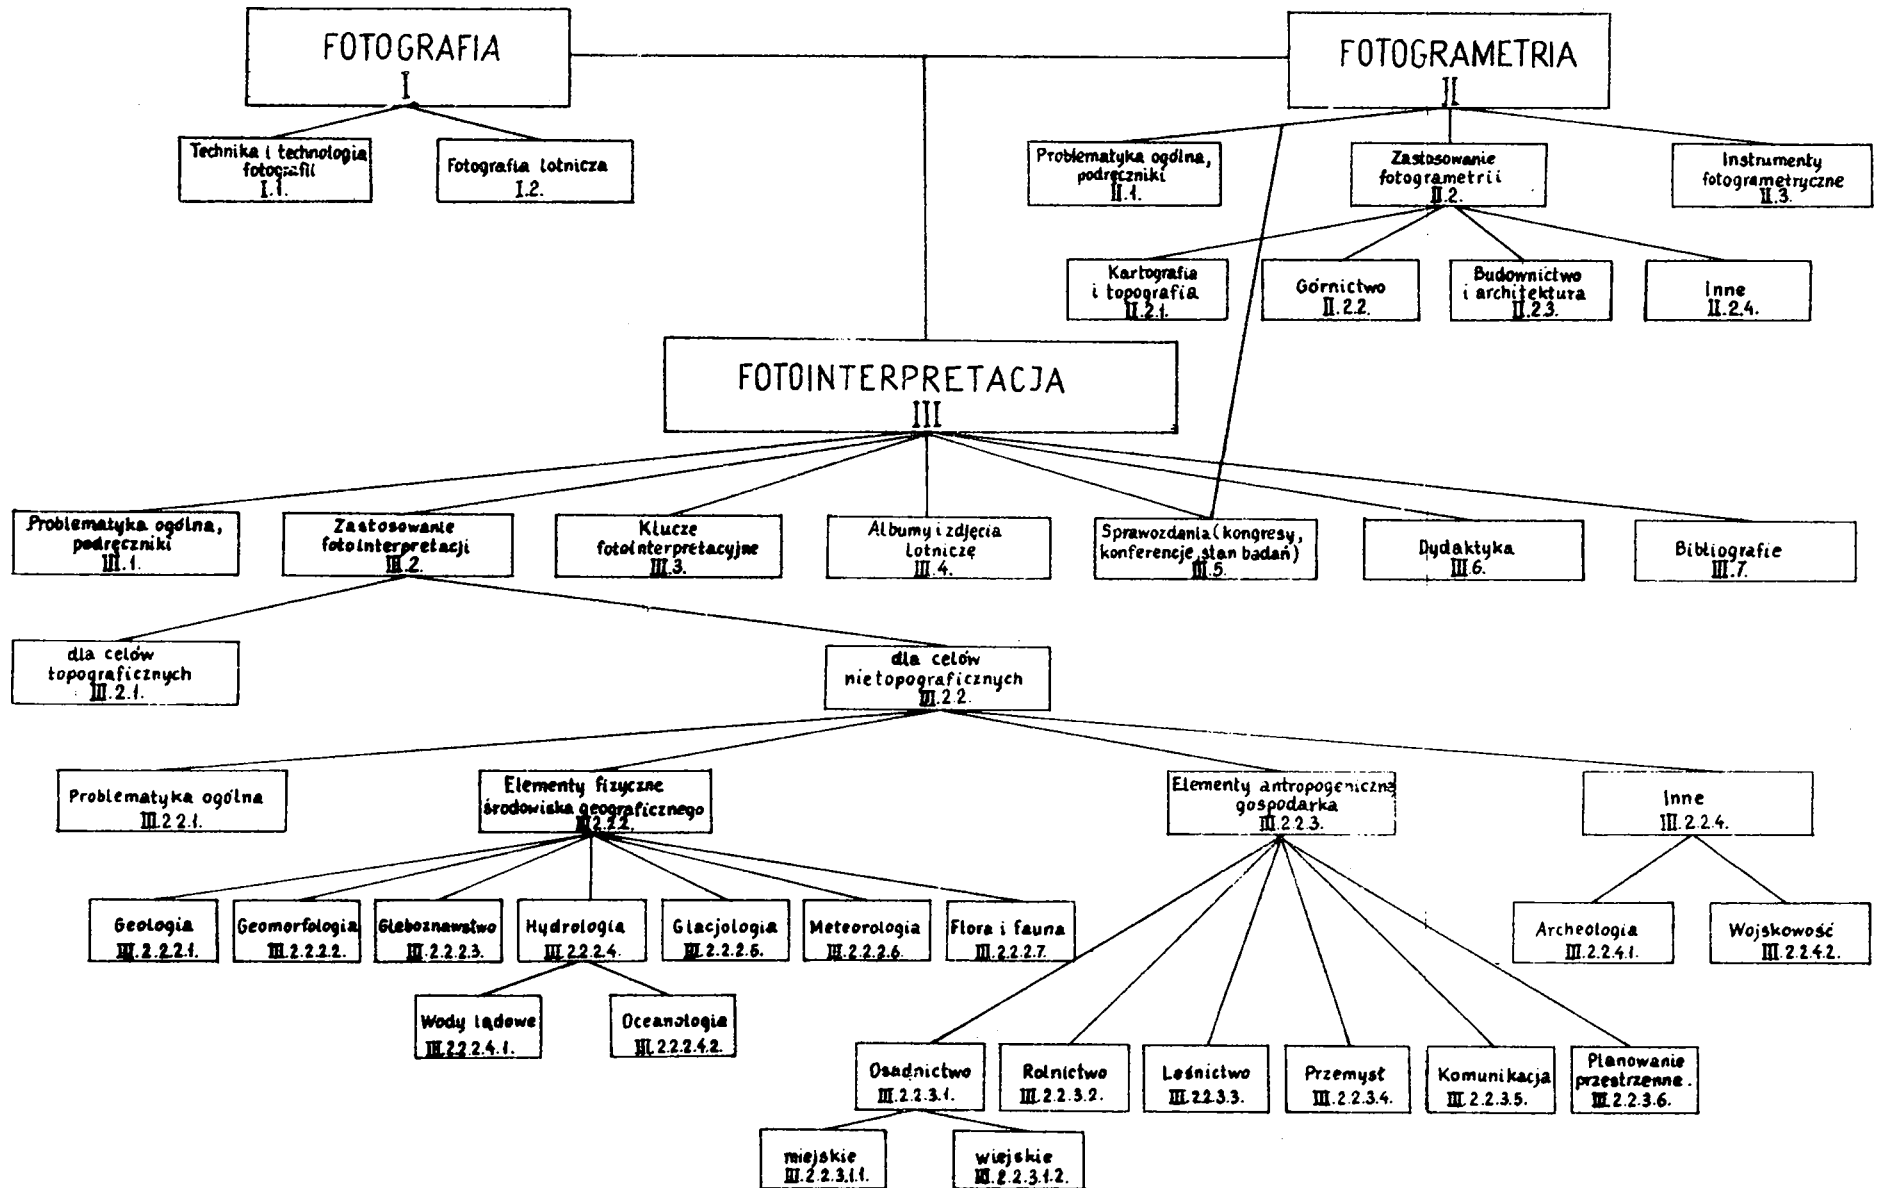 FOTOGRAFIA
I
FOTOGRAMETRIA
II
Technika i technologia
fotografii
I.1.
Fotografia lotnicza
I.2.
Problematyka ogólna,
podręczniki
II.1.
Zastosowanie
fotogrametrii
II.2.
Instrumenty
fotogrametryczne
II.3.
Kartografia
i topografia
II.2.1.
Górnictwo
II.2.2.
Budownictwo
i architektura
II.2.3.
Inne
II.2.4.
FOTOINTERPRETACJA
III
Problematyka ogólna,
podręczniki
III.1.
Zastosowanie
fotointerpretacji
III.2.
Klucze
fotointerpretacyjne
III.3.
Albumy i zdjęcia
lotniczę
III.4.
Sprawozdania (kongresy,
konferencje, stan badań)
III.5.
Dydaktyka
III.6.
Bibliografie
III.7.
dla celów
topograficznych
III.2.1.
dla celów
nietopograficznych
III.2.2.
Problematyka ogólna
III.2.2.1.
Elementy fizyczne
środowiska geograficznego
III.2.2.2.
Elementy antropogeniczne
gospodarka
III.2.2.3.
Inne
III.2.2.4.
Geologia
III.2.2.2.1.
Geomorfologia
III.2.2.2.2.
Gleboznawstwo
III.2.2.2.3.
Hydrologia
III.2.2.2.4.
Glacjologia
III.2.2.2.5.
Meteorologia
III.2.2.2.6.
Flora i fauna
III.2.2.2.7.
Archeologia
III.2.2.4.1.
Wojskowość
III.2.2.4.2.
Wody lądowe
III.2.2.2.4.1.
Oceanologia
III.2.2.2.4.2.
Osadnictwo
III.2.2.3.1.
Rolnictwo
III.2.2.3.2.
Leśnictwo
III.2.2.3.3.
Przemysł
III.2.2.3.4.
Komunikacja
III.2.2.3.5.
Planowanie
przestrzenne.
III.2.2.3.6.
miejskie
III.2.2.3.1.1.
wiejskie
III.2.2.3.1.2.